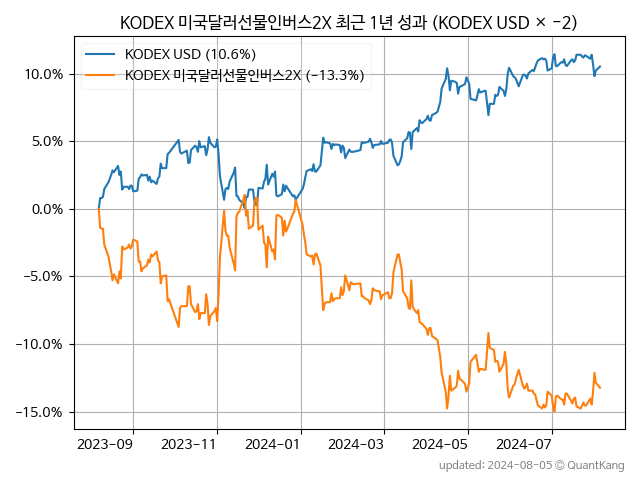 KODEX 미국달러선물인버스2X 최근 1년 성과 (KODEX USD × -2)
KODEX USD (10.6%)
KODEX 미국달러선물인버스2X (-13.3%)
10.0%
5.0%
0.0%
-5.0%
-10.0%
-15.0%
2023-09 2023-11 2024-01 2024-03 2024-05 2024-07
updated: 2024-08-05 © QuantKang